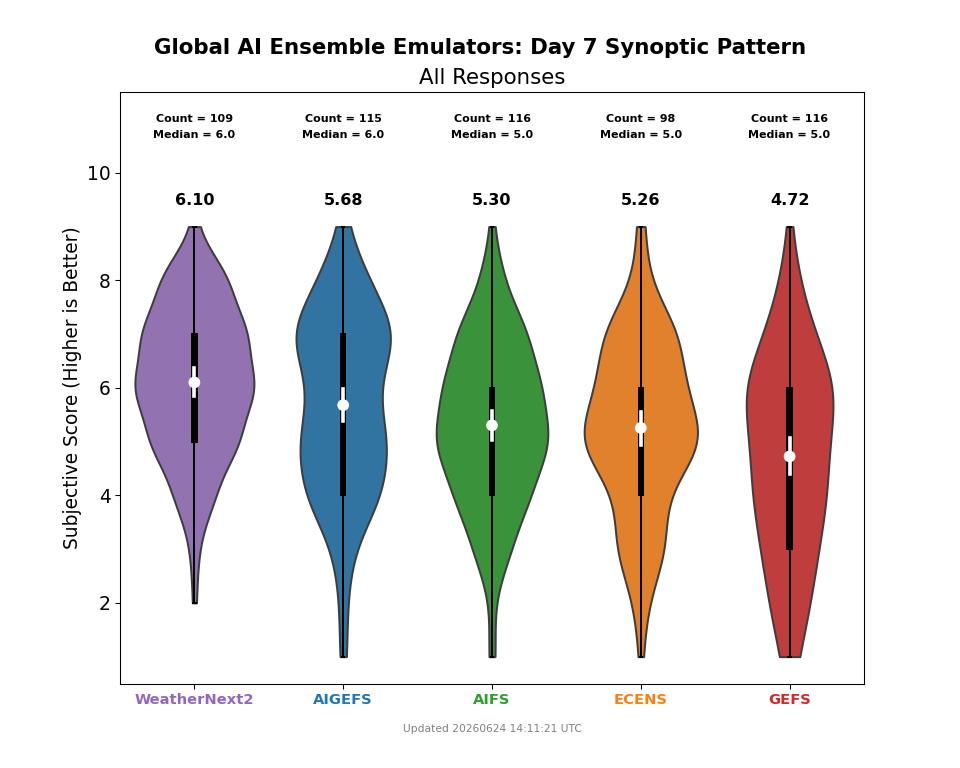 Global AI Ensemble Emulators: Day 7 Synoptic Pattern
All Responses
Count = 109 Count = 115 Count = 116 Count = 98 Count = 116
Median = 6.0 Median = 6.0 Median = 5.0 Median = 5.0 Median = 5.0
10
6.10 5.68 5.30 5.26 4.72
Subjective Score (Higher is Better)
8
6
4
2
WeatherNext2 AIGEFS AIFS ECENS GEFS
Updated 20260624 14:11:21 UTC